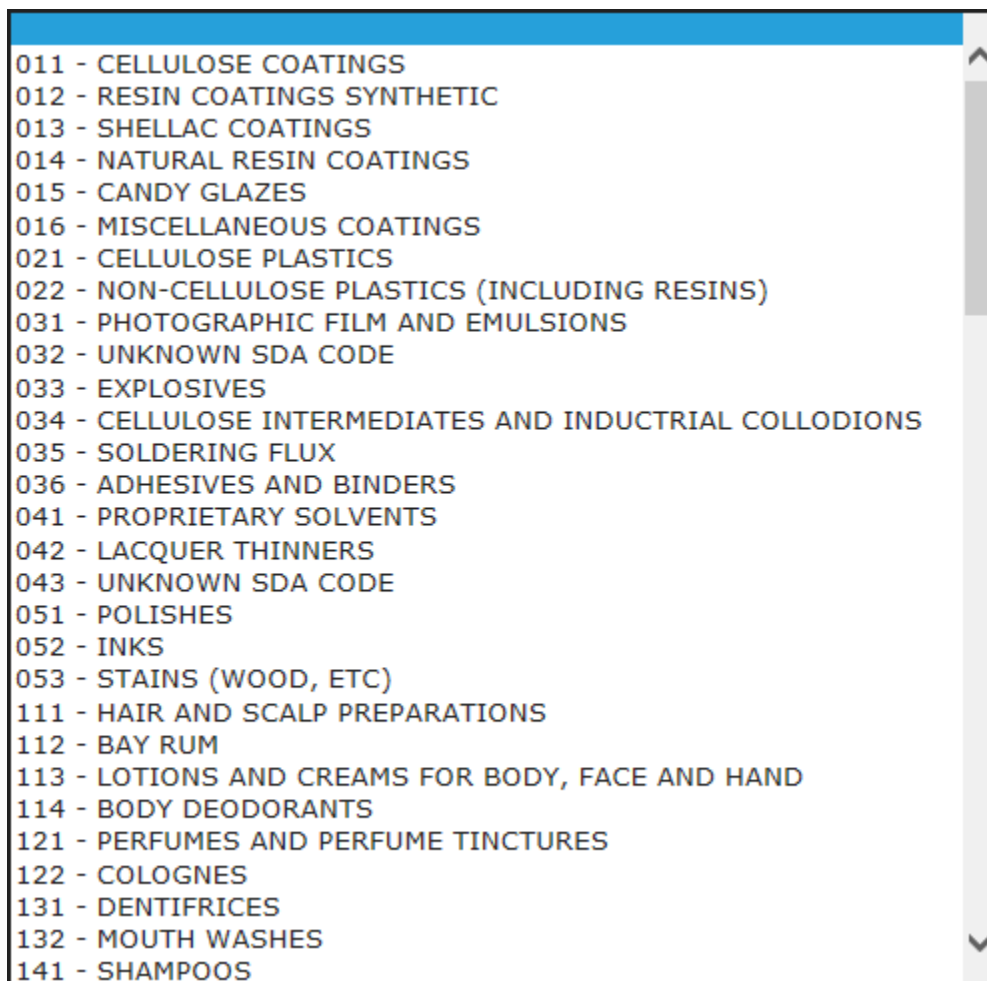 011 - CELLULOSE COATINGS
012 - RESIN COATINGS SYNTHETIC
013 - SHELLAC COATINGS
014 - NATURAL RESIN COATINGS
015 - CANDY GLAZES
016 - MISCELLANEOUS COATINGS
021 - CELLULOSE PLASTICS
022 - NON-CELLULOSE PLASTICS (INCLUDING RESINS)
031 - PHOTOGRAPHIC FILM AND EMULSIONS
032 - UNKNOWN SDA CODE
033 - EXPLOSIVES
034 - CELLULOSE INTERMEDIATES AND INDUCTRIAL COLLODIONS
035 - SOLDERING FLUX
036 - ADHESIVES AND BINDERS
041 - PROPRIETARY SOLVENTS
042 - LACQUER THINNERS
043 - UNKNOWN SDA CODE
051 - POLISHES
052 - INKS
053 - STAINS (WOOD, ETC)
111 - HAIR AND SCALP PREPARATIONS
112 - BAY RUM
113 - LOTIONS AND CREAMS FOR BODY, FACE AND HAND
114 - BODY DEODORANTS
121 - PERFUMES AND PERFUME TINCTURES
122 - COLOGNES
131 - DENTIFRICES
132 - MOUTH WASHES
141 - SHAMPOOS